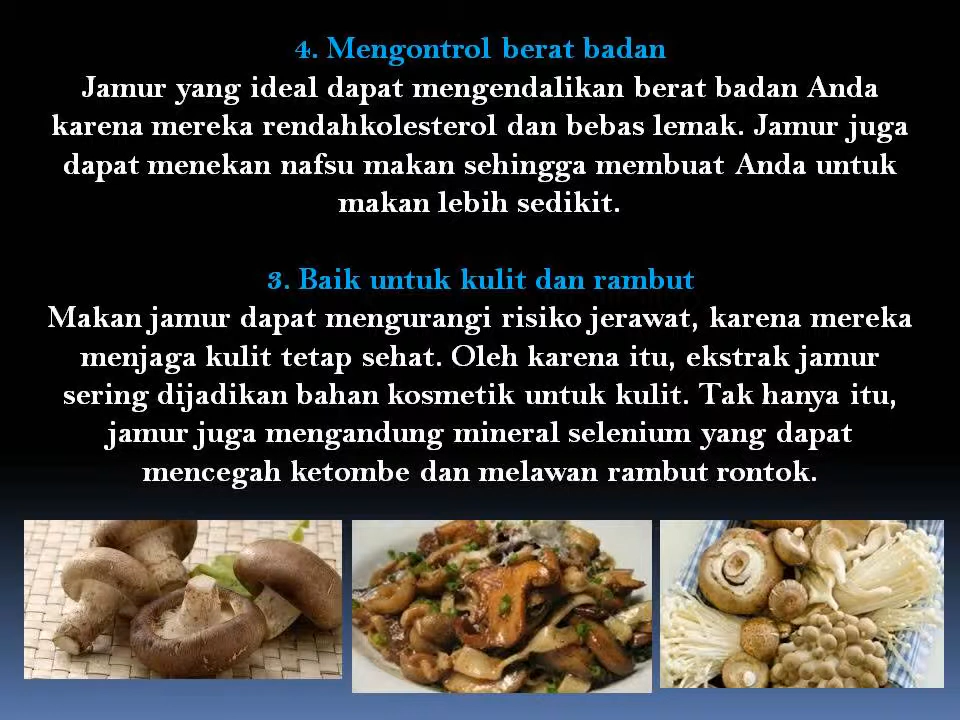 4. Mengontrol berat badan
Jamur yang ideal dapat mengendalikan berat badan Anda
karena mereka rendahkolesterol dan bebas lemak. Jamur juga
dapat menekan nafsu makan sehingga membuat Anda untuk
makan lebih sedikit.
3. Baik untuk kulit dan rambut
Makan jamur dapat mengurangi risiko jerawat, karena mereka
menjaga kulit tetap sehat. Oleh karena itu, ekstrak jamur
sering dijadikan bahan kosmetik untuk kulit. Tak hanya itu,
jamur juga mengandung mineral selenium yang dapat
mencegah ketombe dan melawan rambut rontok.